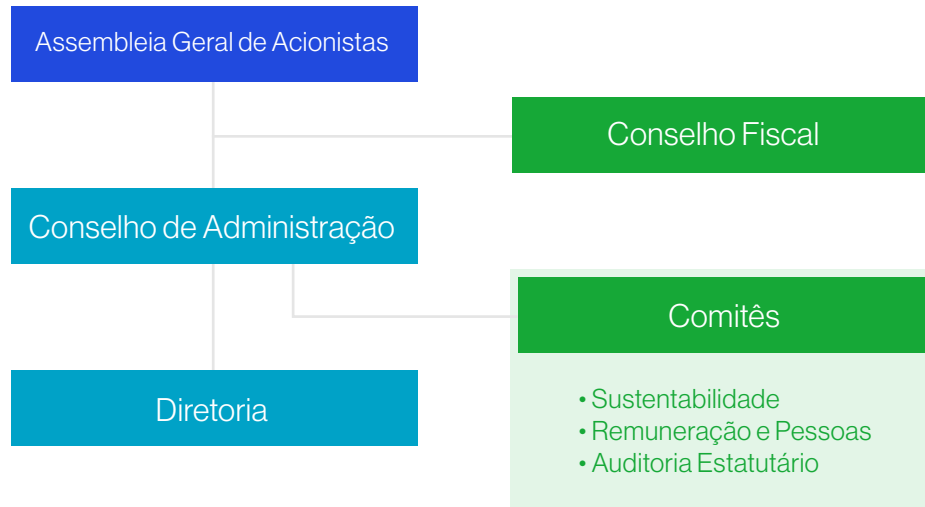 Assembleia Geral de Acionistas
Conselho Fiscal
Conselho de Administração
Comitês
• Sustentabilidade
• Remuneração e Pessoas
• Auditoria Estatutário
Diretoria